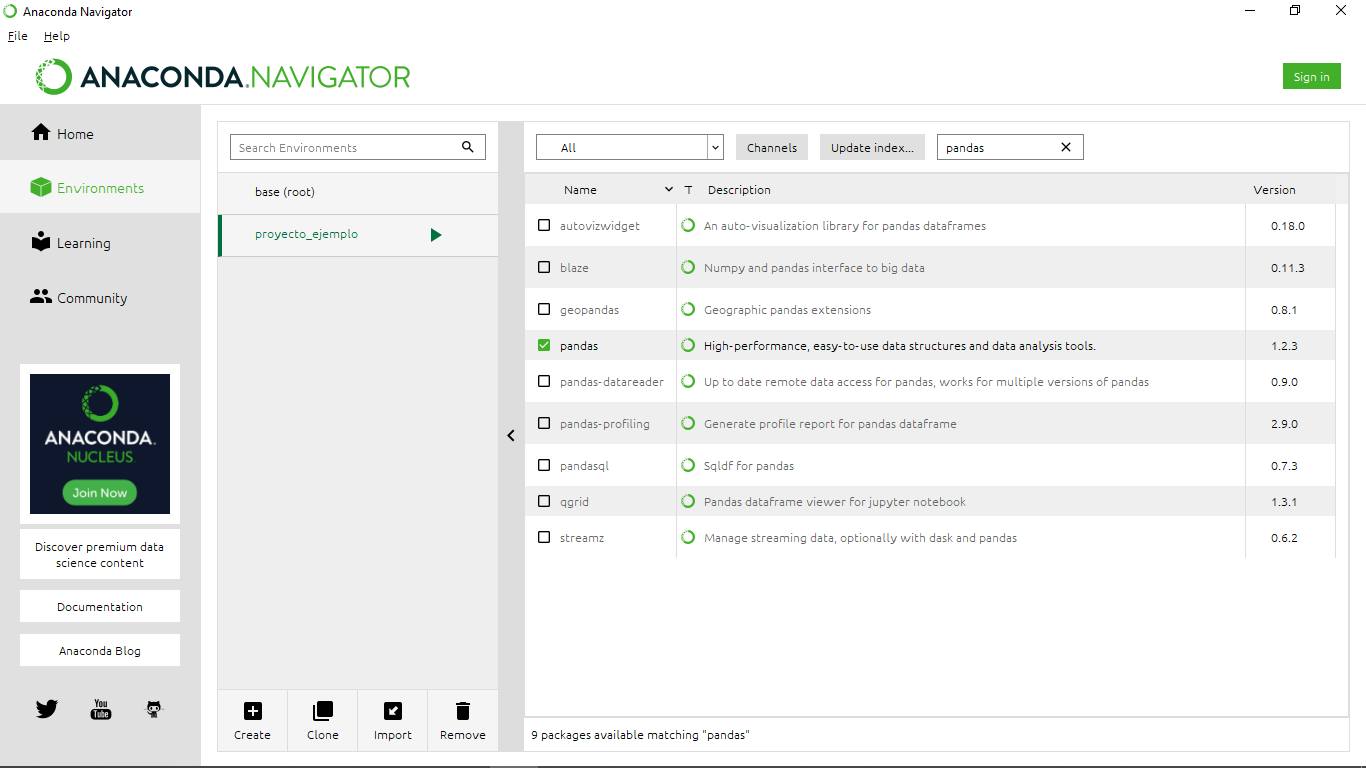 Anaconda Navigator
File Help
ANACONDA.NAVIGATOR
Sign in
Home
Environments
Learning
Community
ANACONDA.
NUCLEUS
Join Now
Discover premium data
science content
Documentation
Anaconda Blog
You
Tube
Search Environments
base (root)
proyecto_ejemplo
Create Clone Import Remove
All Channels Update index... pandas
Name T Description Version
autovizwidget An auto-visualization library for pandas dataframes 0.18.0
blaze Numpy and pandas interface to big data 0.11.3
geopandas Geographic pandas extensions 0.8.1
pandas High-performance, easy-to-use data structures and data analysis tools. 1.2.3
pandas-datareader Up to date remote data access for pandas, works for multiple versions of pandas 0.9.0
pandas-profiling Generate profile report for pandas dataframe 2.9.0
pandasql Sqldf for pandas 0.7.3
qgrid Pandas dataframe viewer for jupyter notebook 1.3.1
streamz Manage streaming data, optionally with dask and pandas 0.6.2
9 packages available matching "pandas"